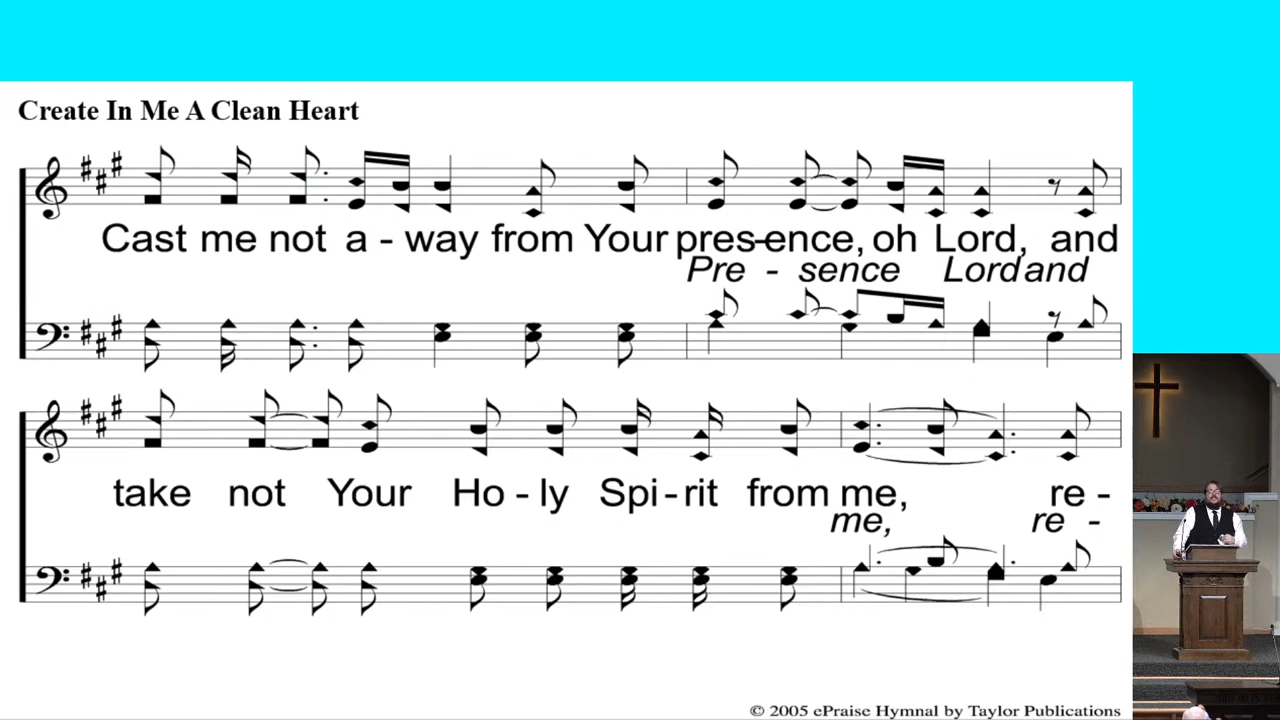 Create In Me A Clean Heart
Cast me not a - way from Your pres-ence, oh Lord, and
Pre - sence Lord and
take not Your Ho - ly Spi - rit from me, re -
me, re -
© 2005 ePraise Hymnal by Taylor Publications